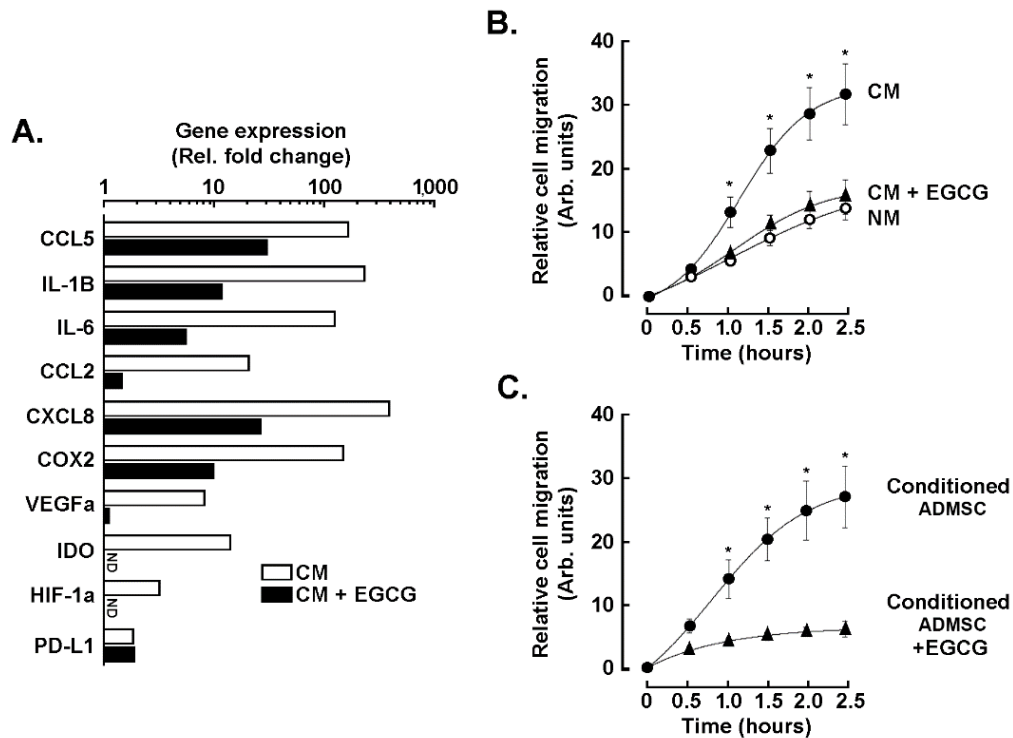 A.
Gene expression
(Rel. fold change)
1 10 100 1,000
CCL5
IL-1B
IL-6
CCL2
CXCL8
COX2
VEGFa
IDO
ND
HIF-1a
ND
PD-L1
CM
CM + EGCG
B.
Relative cell migration
(Arb. units)
40
30
20
10
0
* * * * *
CM
CM + EGCG
NM
0 0.5 1.0 1.5 2.0 2.5
Time (hours)
C.
Relative cell migration
(Arb. units)
40
30
20
10
0
* * * *
Conditioned
ADMSC
Conditioned
ADMSC
+EGCG
0 0.5 1.0 1.5 2.0 2.5
Time (hours)